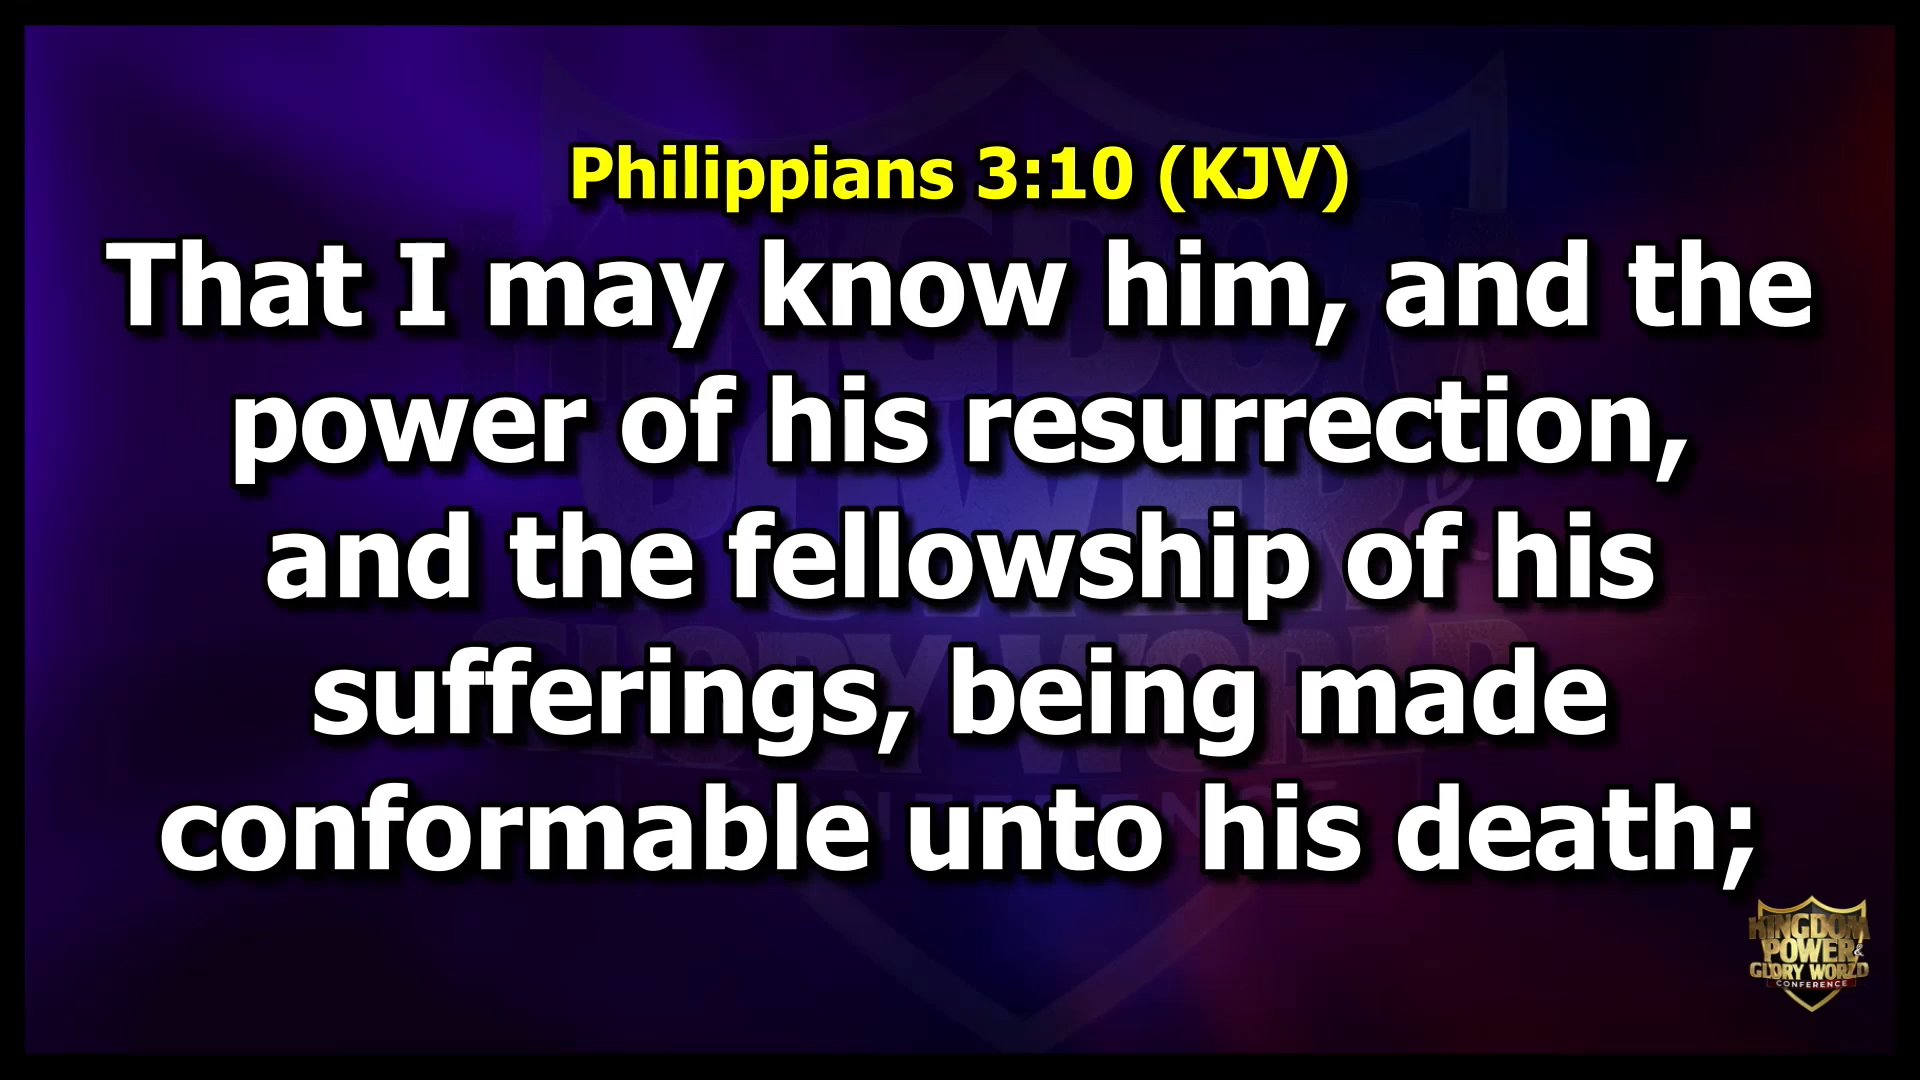 Philippians 3:10 (KJV)
That I may know him, and the
power of his resurrection,
and the fellowship of his
sufferings, being made
conformable unto his death;
KINGDOM
POWER &
GLORY WORLD
CONFERENCE